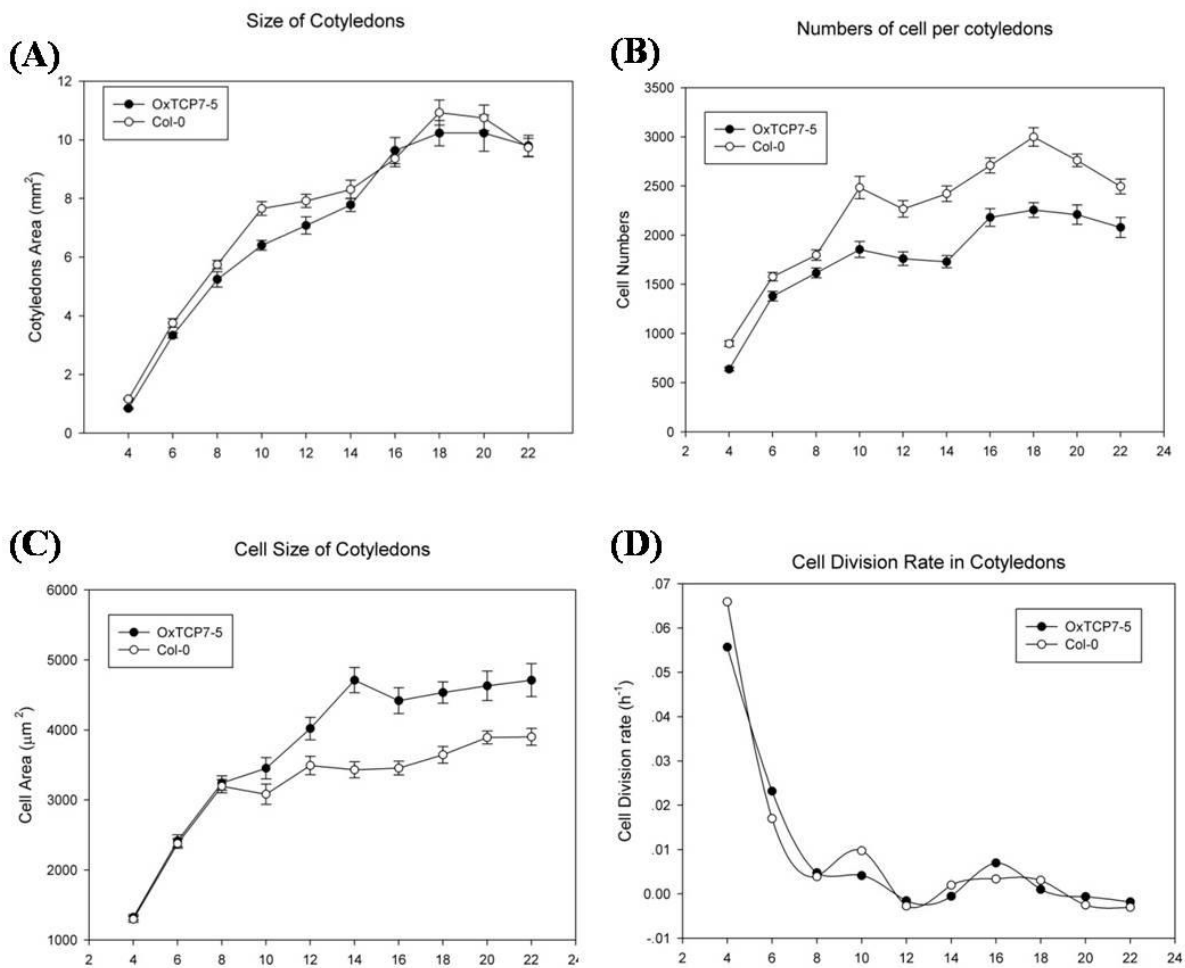 Size of Cotyledons
(A)
OxTCP7-5
Col-0
Cotyledons Area (mm²)
12
10
8
6
4
2
0
4 6 8 10 12 14 16 18 20 22
Numbers of cell per cotyledons
(B)
OxTCP7-5
Col-0
Cell Numbers
3500
3000
2500
2000
1500
1000
500
0
2 4 6 8 10 12 14 16 18 20 22 24
Cell Size of Cotyledons
(C)
OxTCP7-5
Col-0
Cell Area (μm ²)
6000
5000
4000
3000
2000
1000
2 4 6 8 10 12 14 16 18 20 22 24
Cell Division Rate in Cotyledons
(D)
OxTCP7-5
Col-0
Cell Division rate (h⁻¹)
.07
.06
.05
.04
.03
.02
.01
0.00
-.01
2 4 6 8 10 12 14 16 18 20 22 24